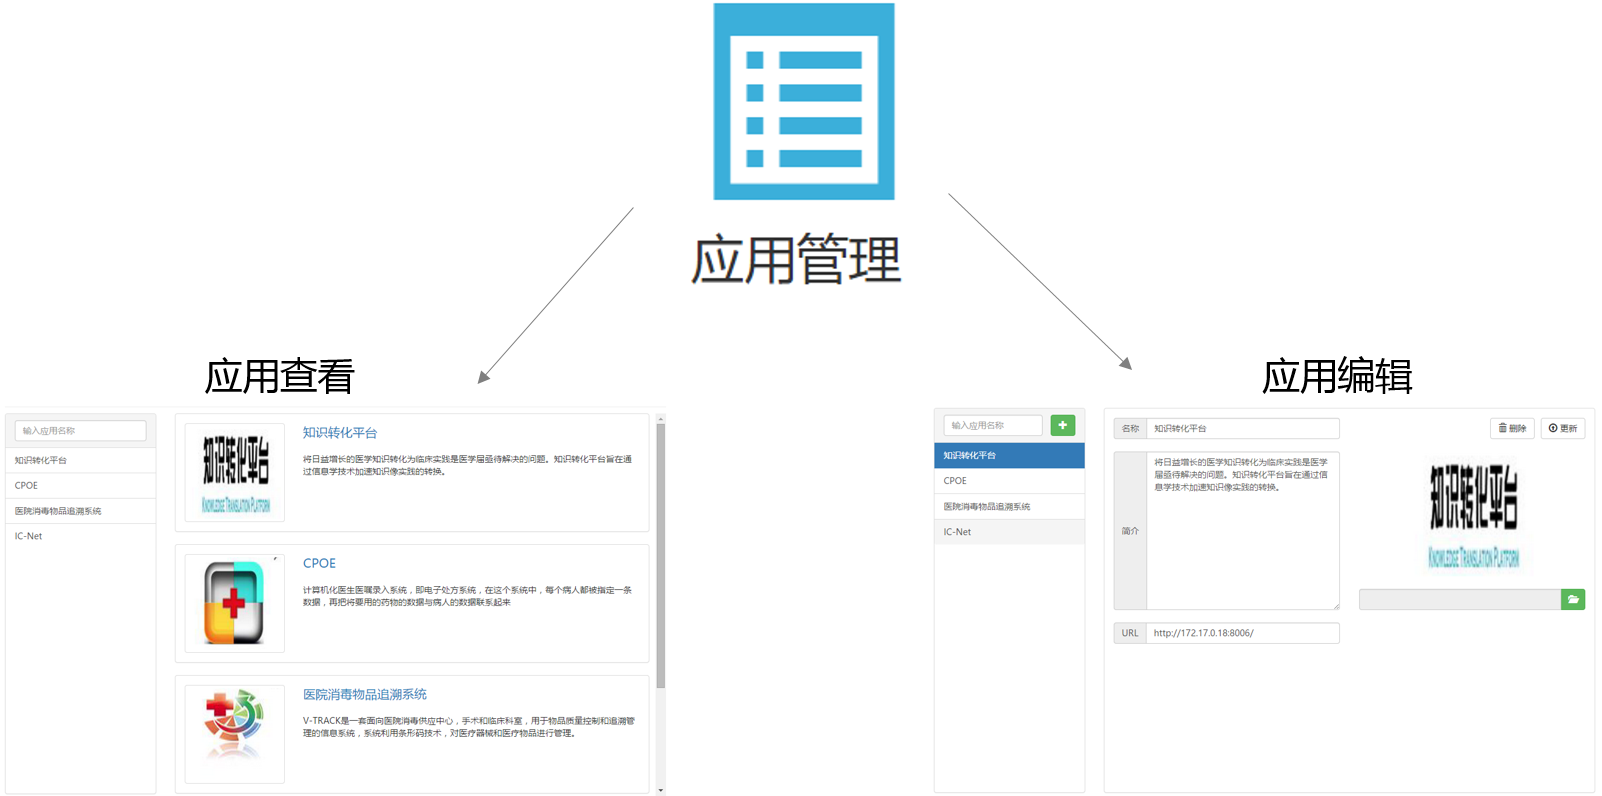 应用管理
应用查看
输入应用名称
知识转化平台
CPOE
医院消毒物品追溯系统
IC-Net
知识转化平台
KNOWLEDGE TRANSLATION PLATFORM
知识转化平台
将日益增长的医学知识转化为临床实践是医学届亟待解决的问题。知识转化平台旨在通
过信息学技术加速知识像实践的转换。
CPOE
计算机化医生医嘱录入系统，即电子处方系统，在这个系统中，每个病人都被指定一条
数据，再把将要用的药物的数据与病人的数据联系起来
医院消毒物品追溯系统
V-TRACK是一套面向医院消毒供应中心，手术和临床科室，用于物品质量控制和追溯管
理的信息系统，系统利用条形码技术，对医疗器械和医疗物品进行管理。
应用编辑
输入应用名称
知识转化平台
CPOE
医院消毒物品追溯系统
IC-Net
名称 知识转化平台
删除 更新
简介
将日益增长的医学知识转化为临床实践是医学
届亟待解决的问题。知识转化平台旨在通过信
息学技术加速知识像实践的转换。
知识转化平台
KNOWLEDGE TRANSLATION PLATFORM
URL http://172.17.0.18:8006/